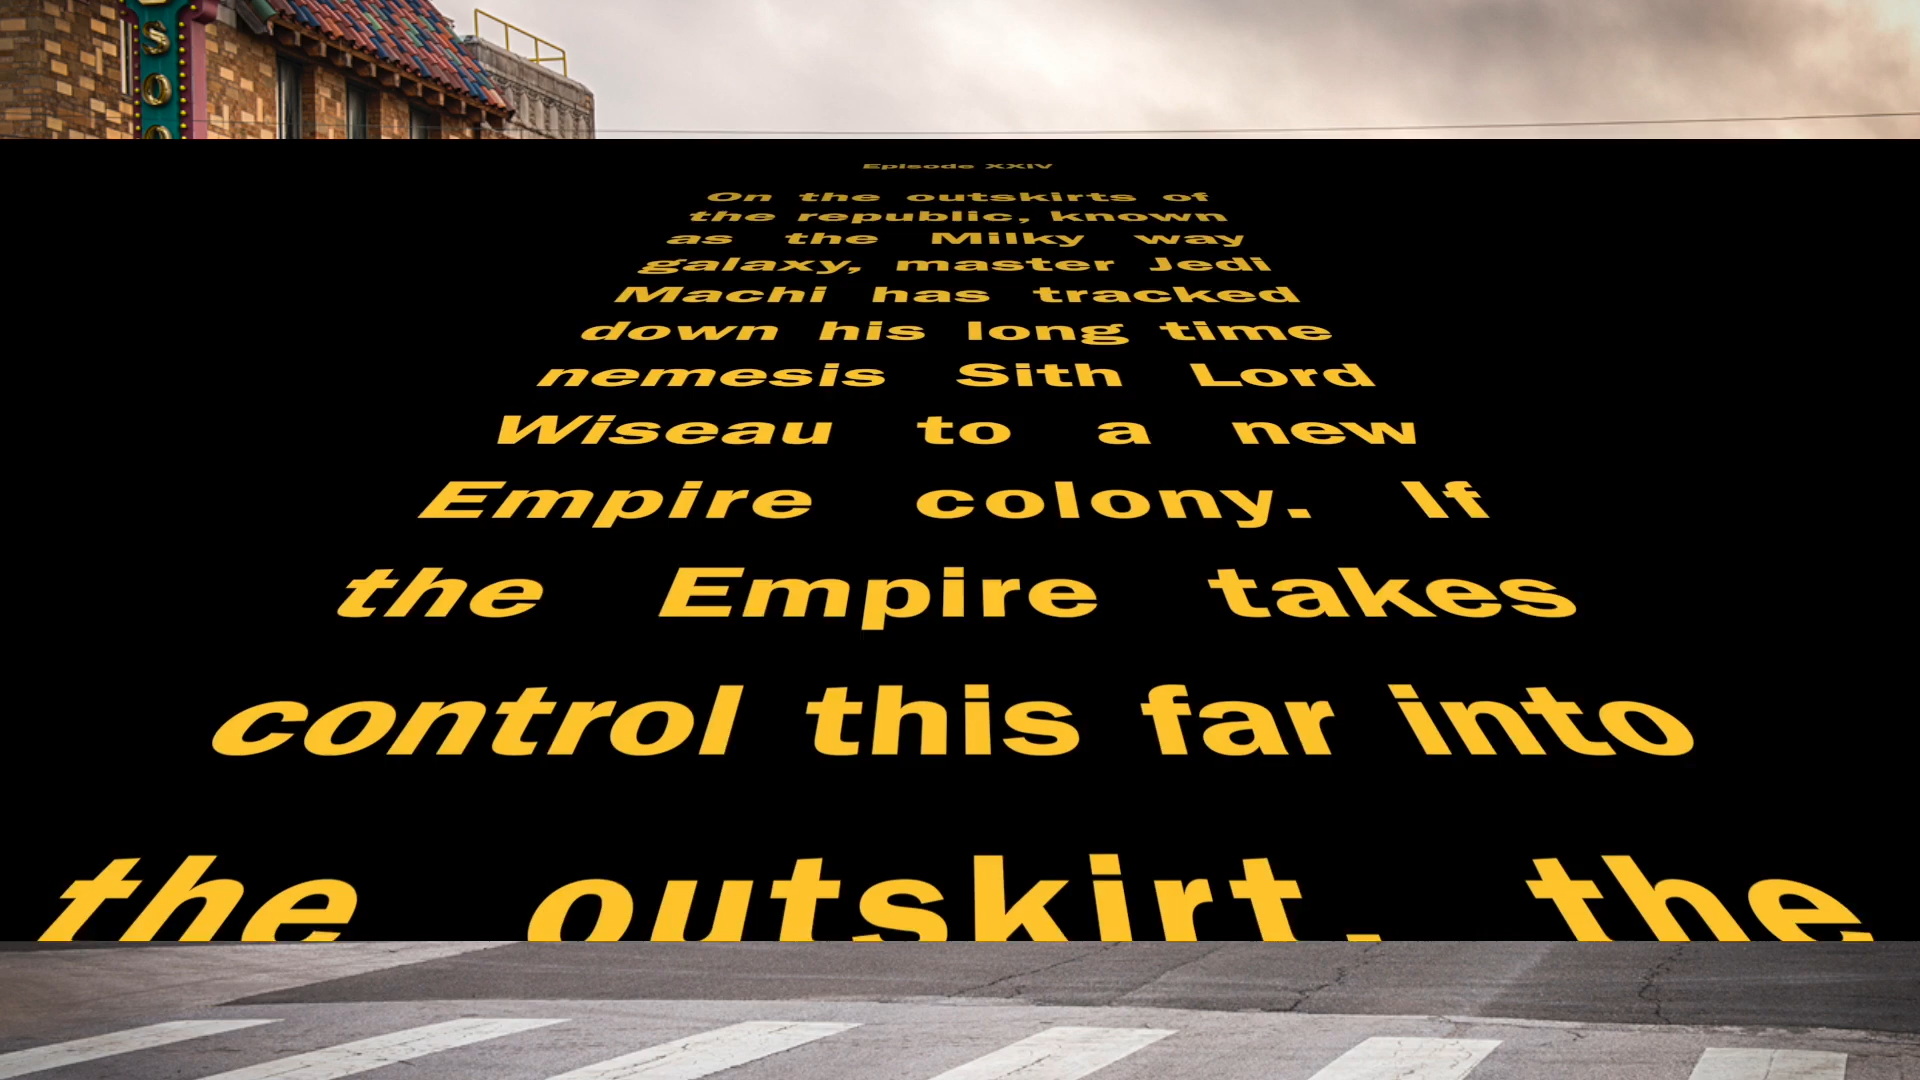 SO
Episode XXIV
On the outskirts of
the republic, known
as the Milky way
galaxy, master Jedi
Machi has tracked
down his long time
nemesis Sith Lord
Wiseau to a new
Empire colony. If
the Empire takes
control this far into
the outskirt, the